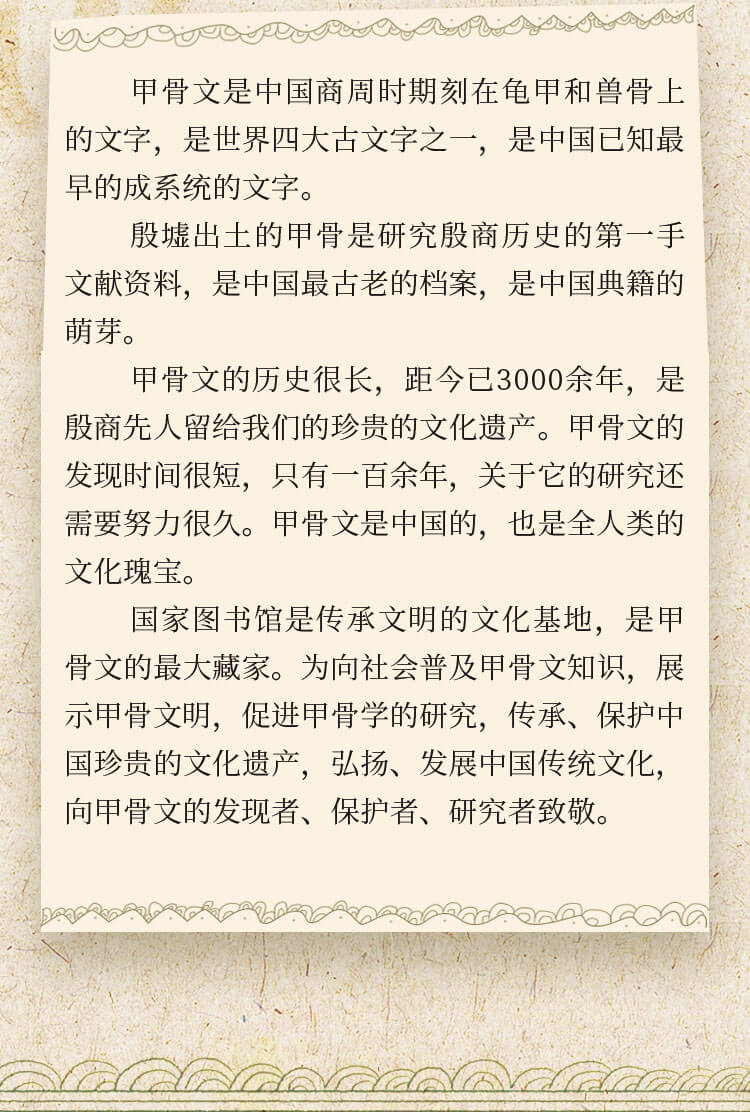 甲骨文是中国商周时期刻在龟甲和兽骨上
的文字，是世界四大古文字之一，是中国已知最
早的成系统的文字。
殷墟出土的甲骨是研究殷商历史的第一手
文献资料，是中国最古老的档案，是中国典籍的
萌芽。
甲骨文的历史很长，距今已3000余年，是
殷商先人留给我们的珍贵的文化遗产。甲骨文的
发现时间很短，只有一百余年，关于它的研究还
需要努力很久。甲骨文是中国的，也是全人类的
文化瑰宝。
国家图书馆是传承文明的文化基地，是甲
骨文的最大藏家。为向社会普及甲骨文知识，展
示甲骨文明，促进甲骨学的研究，传承、保护中
国珍贵的文化遗产，弘扬、发展中国传统文化，
向甲骨文的发现者、保护者、研究者致敬。